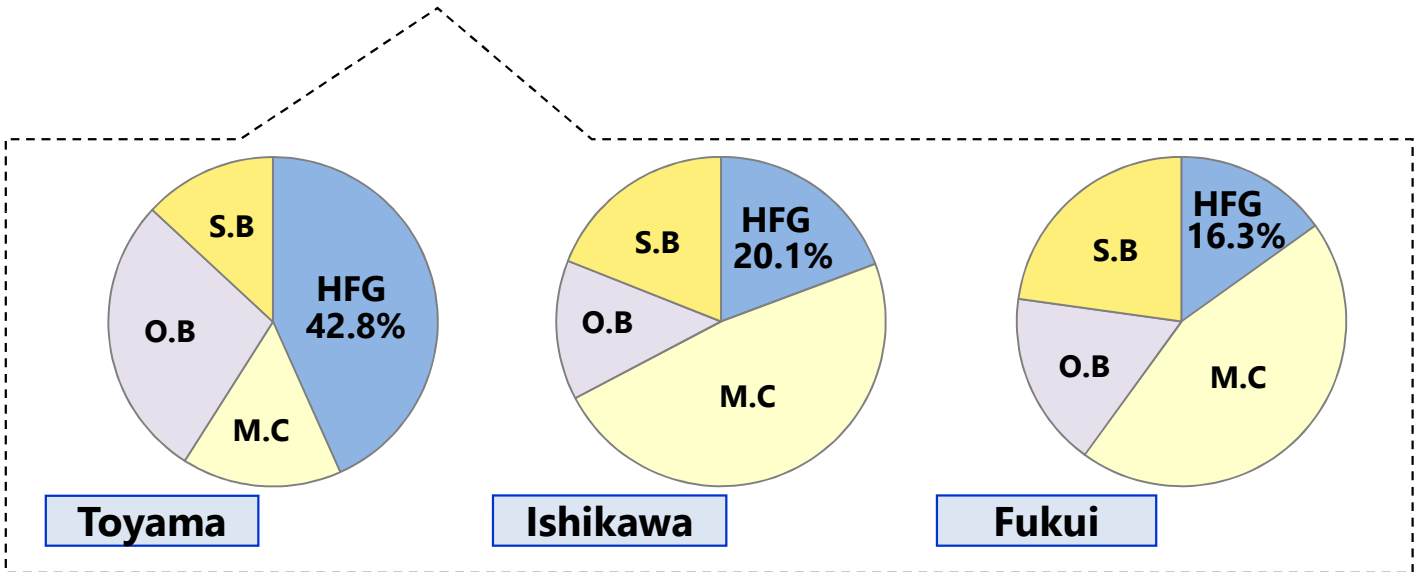 S.B
HFG
42.8%
O.B
M.C
Toyama
S.B
HFG
20.1%
O.B
M.C
Ishikawa
S.B
HFG
16.3%
O.B
M.C
Fukui